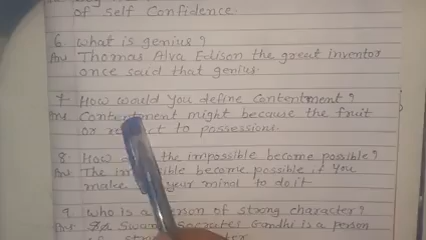 of self Confidence.
6. What is genius?
Ans Thomas Alva Edison the great inventor
once said that genius.
7. How would you define Contentment?
Ans Contentment might because the fruit
or to possessions.
8. How the impossible become possible?
Ans The become possible if you
make your mind to do it
9. Who is a person of strong character?
Gandhi is a person